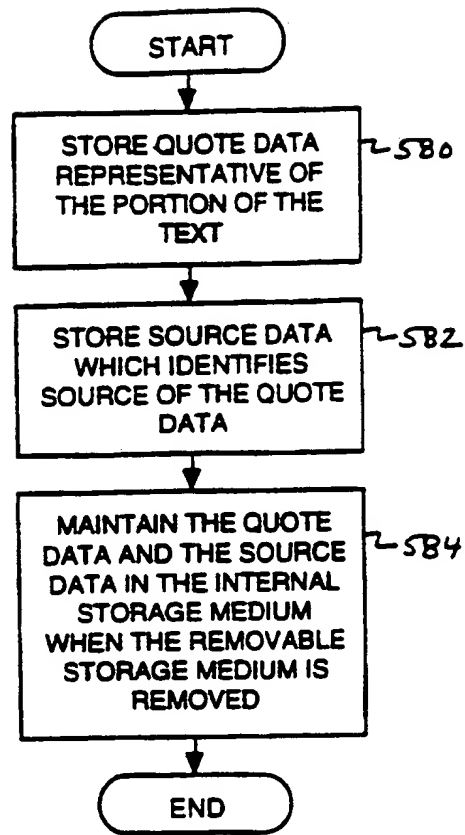 START
STORE QUOTE DATA
REPRESENTATIVE OF
THE PORTION OF THE
TEXT
580
STORE SOURCE DATA
WHICH IDENTIFIES
SOURCE OF THE QUOTE
DATA
582
MAINTAIN THE QUOTE
DATA AND THE SOURCE
DATA IN THE INTERNAL
STORAGE MEDIUM
WHEN THE REMOVABLE
STORAGE MEDIUM IS
REMOVED
584
END